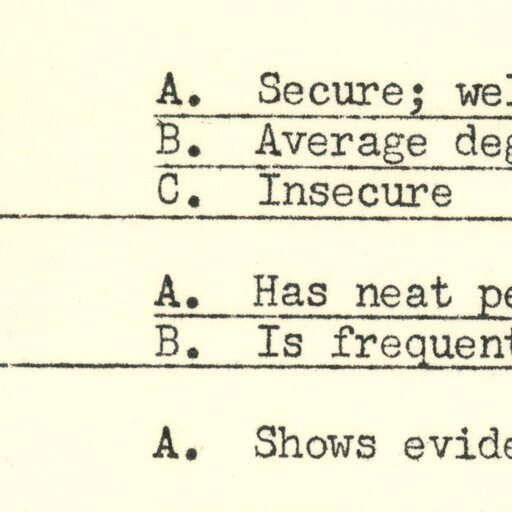 A. Secure; wel
B. Average deg
C. Insecure
A. Has neat pe
B. Is frequent
A. Shows evide